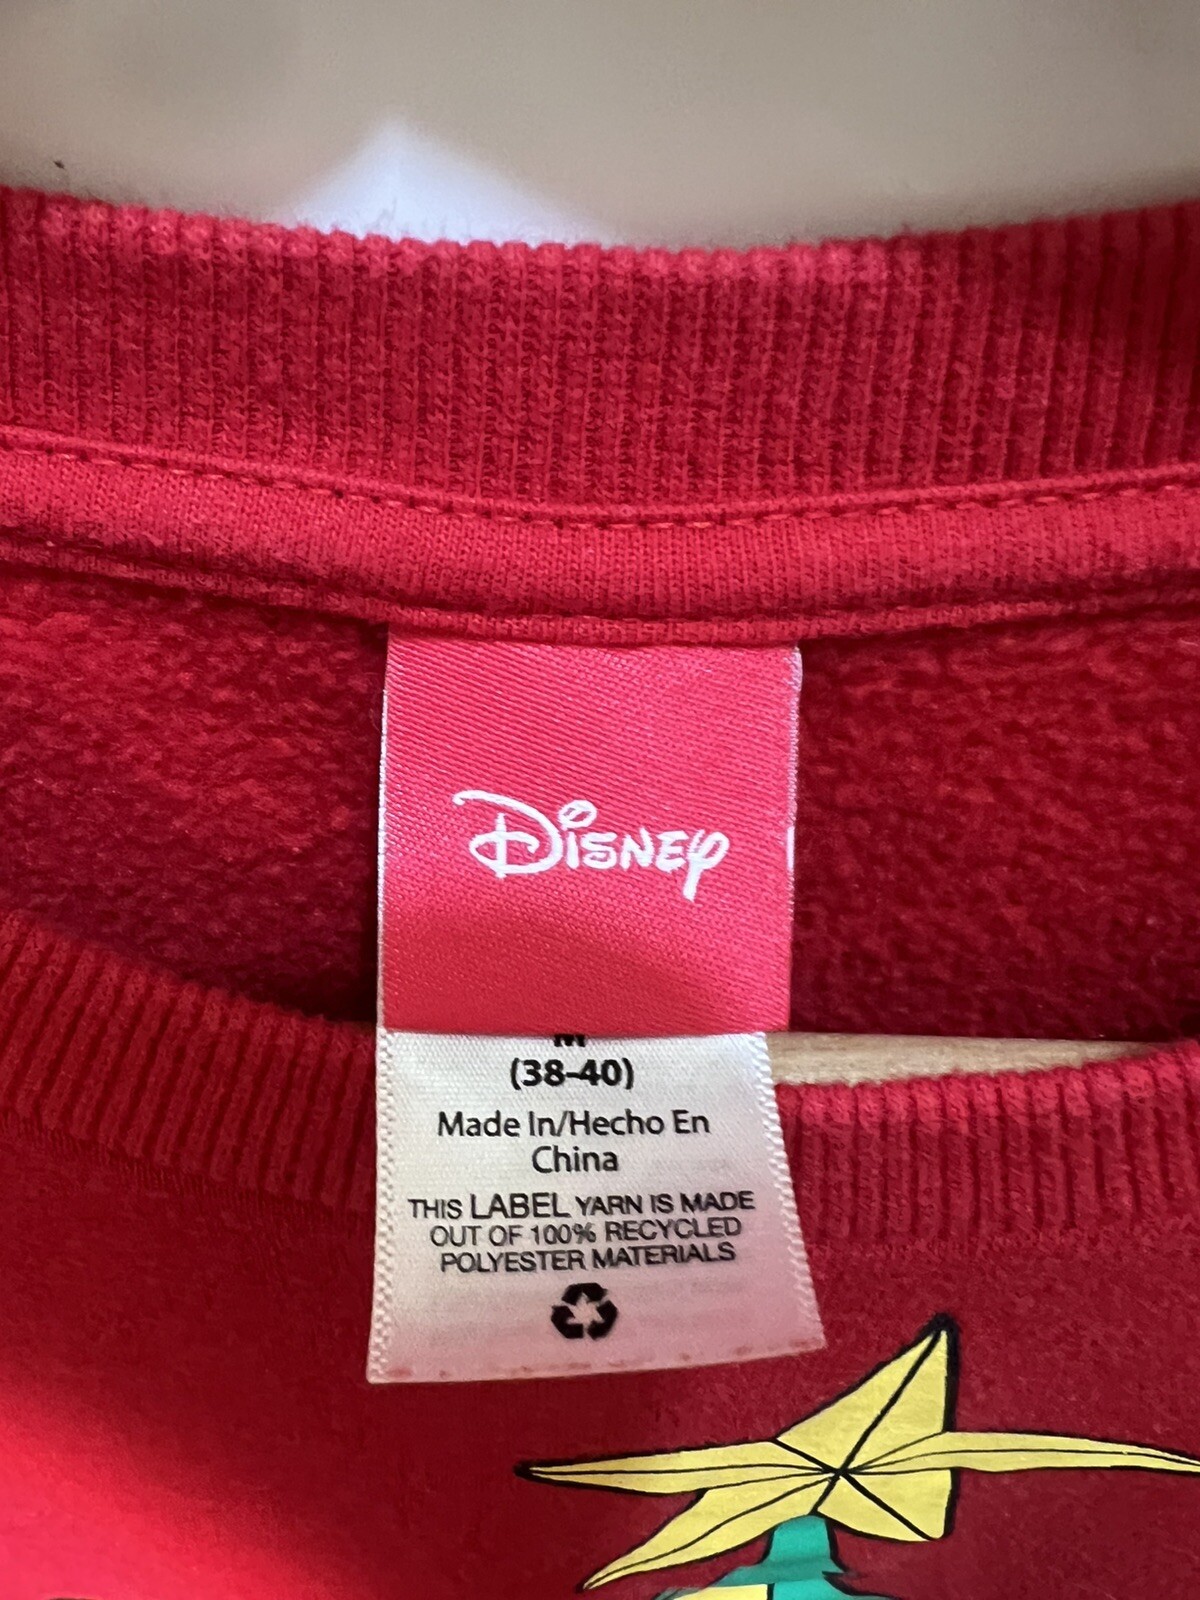 Disney
M
(38-40)
Made In/Hecho En
China
THIS LABEL YARN IS MADE
OUT OF 100% RECYCLED
POLYESTER MATERIALS